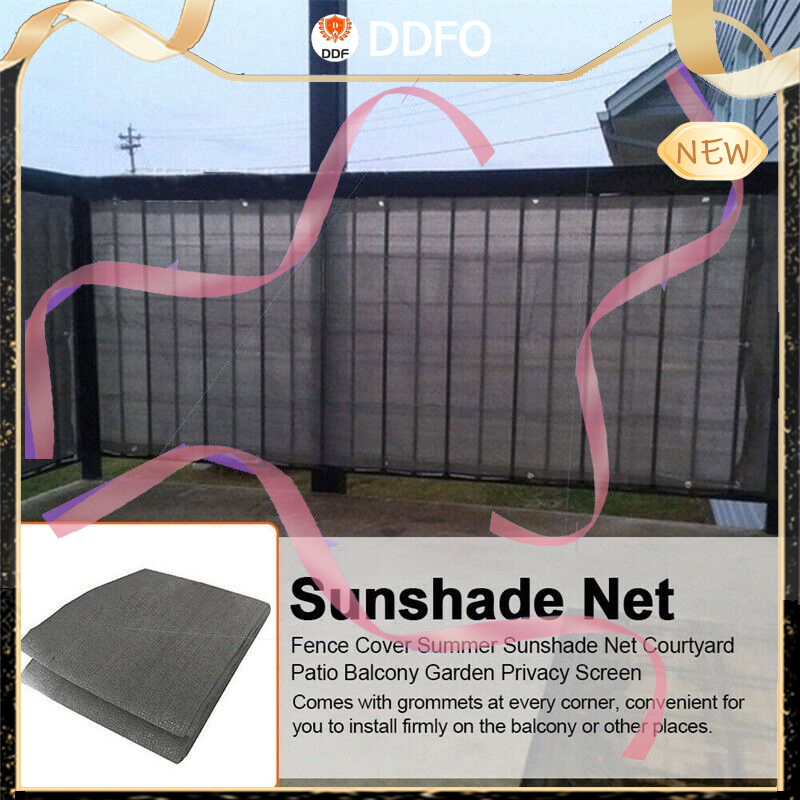 DDFO
DDF
NEW
Sunshade Net
Fence Cover Summer Sunshade Net Courtyard
Patio Balcony Garden Privacy Screen
Comes with grommets at every corner, convenient for
you to install firmly on the balcony or other places.